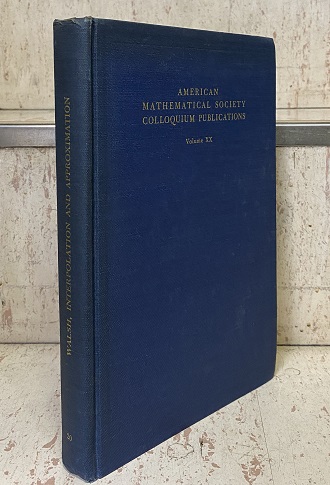 AMERICAN
MATHEMATICAL SOCIETY
COLLOQUIUM PUBLICATIONS
Volume XX
WALSH, INTERPOLATION AND APPROXIMATION
20